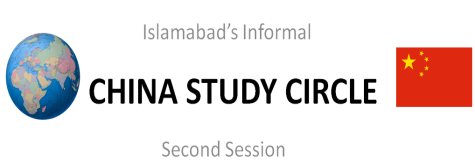 Islamabad’s Informal
CHINA STUDY CIRCLE
Second Session